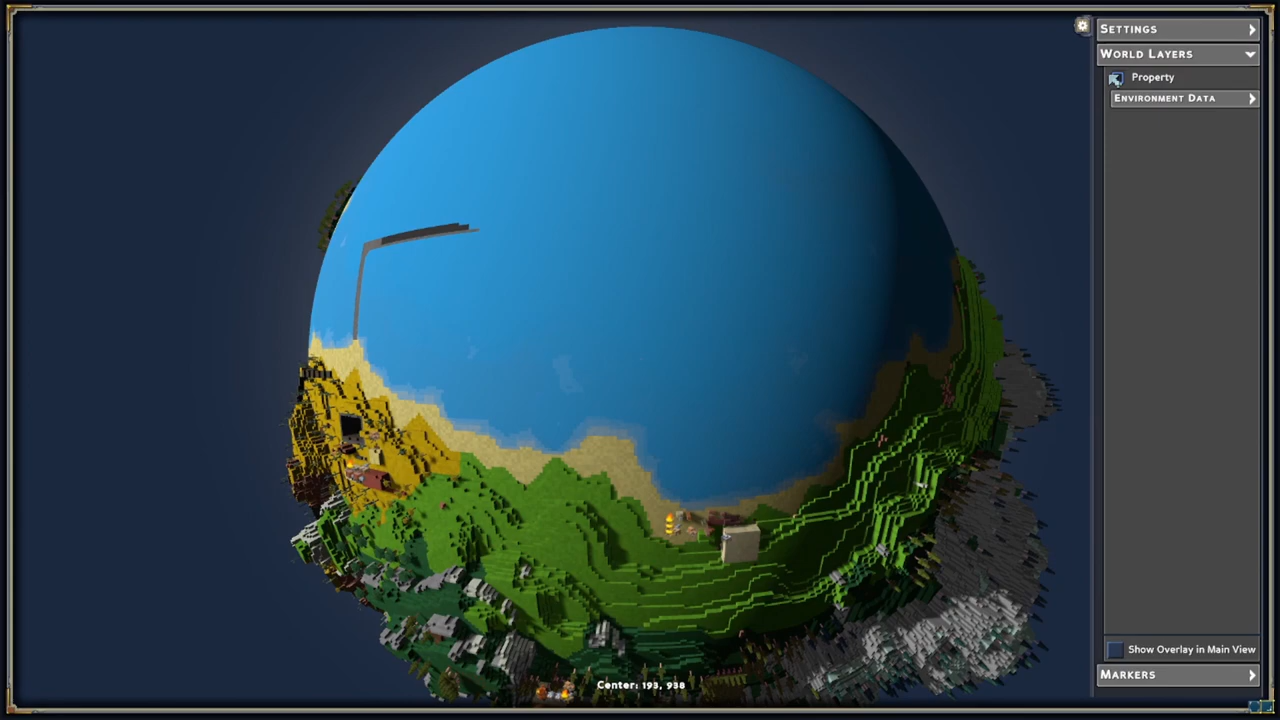 SETTINGS
WORLD LAYERS
Property
ENVIRONMENT DATA
Show Overlay in Main View
MARKERS
Center: 193, 938